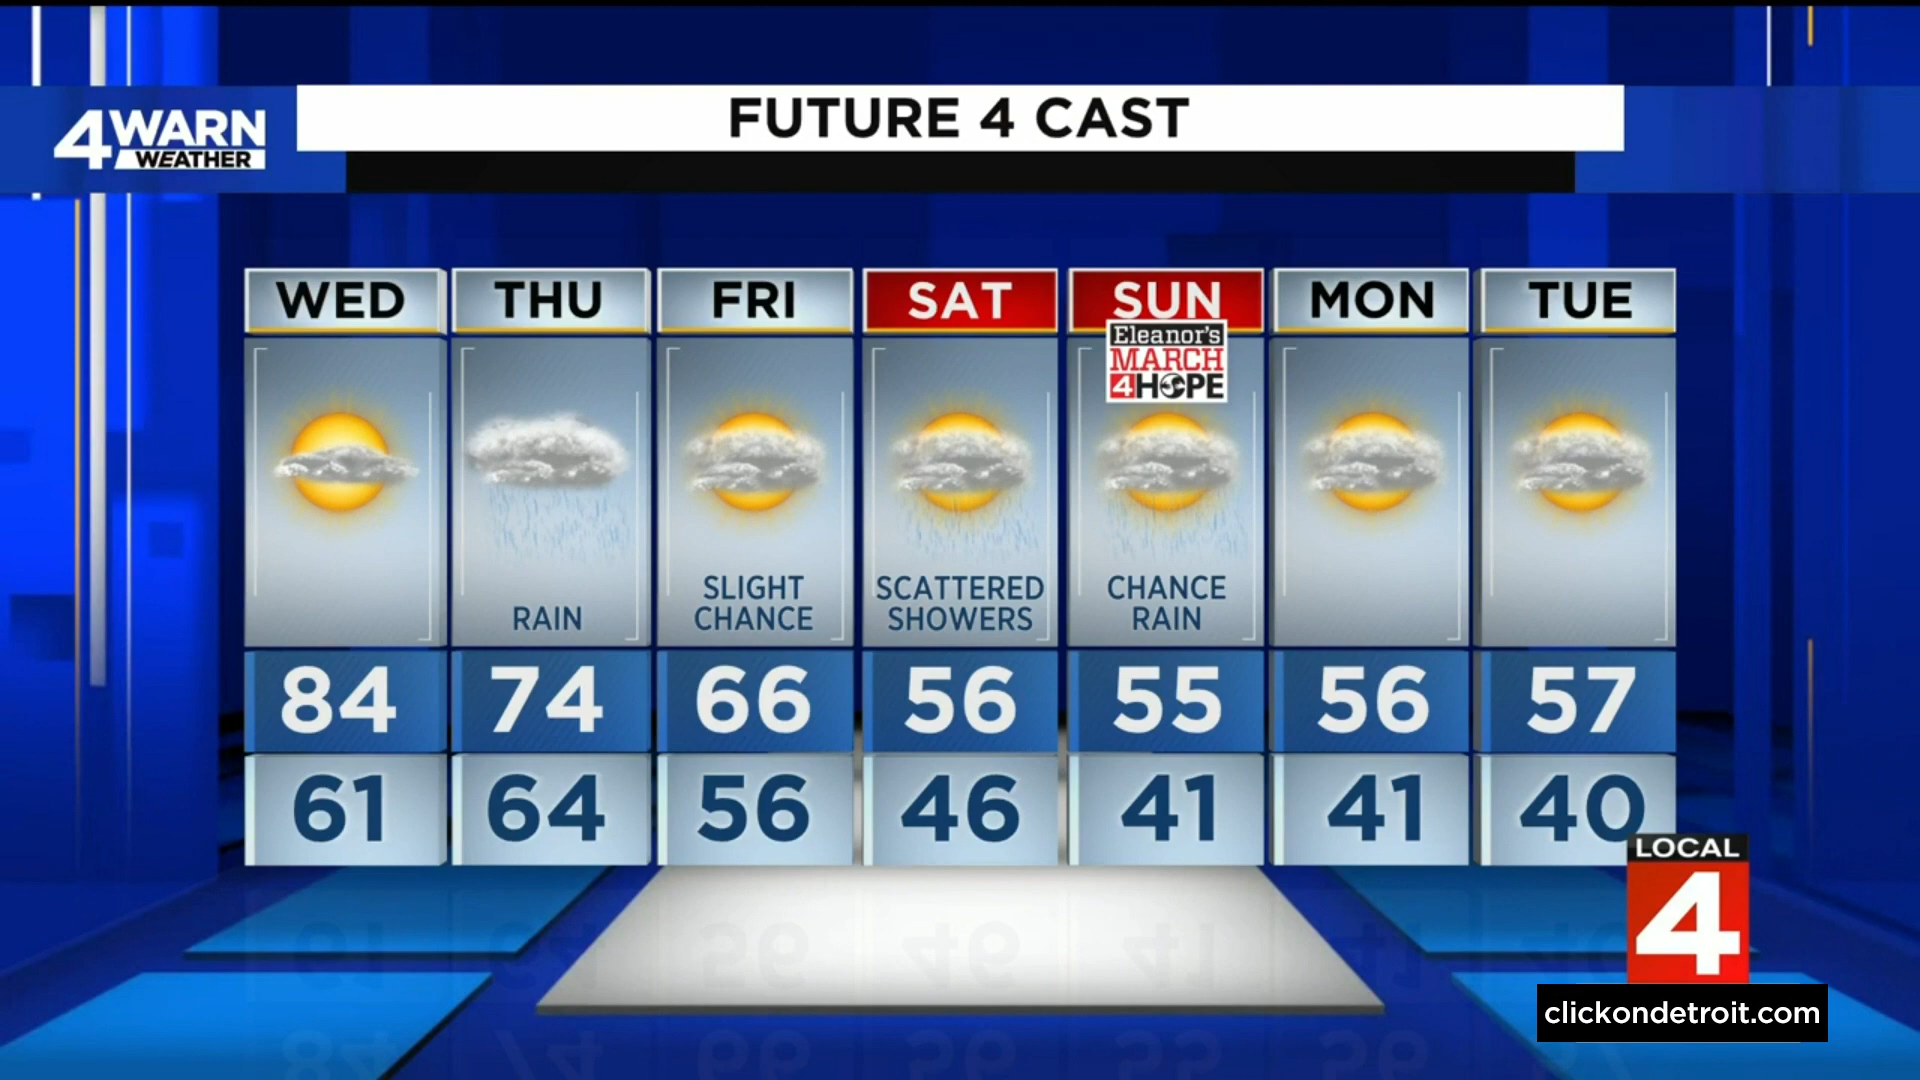 FUTURE 4 CAST
4WARN
WEATHER
WED THU FRI SAT SUN MON TUE
Eleanor's
MARCH
4HOPE
SLIGHT SCATTERED CHANCE
RAIN CHANCE SHOWERS RAIN
84 74 66 56 55 56 57
61 64 56 46 41 41 40
LOCAL
4
clickondetroit.com